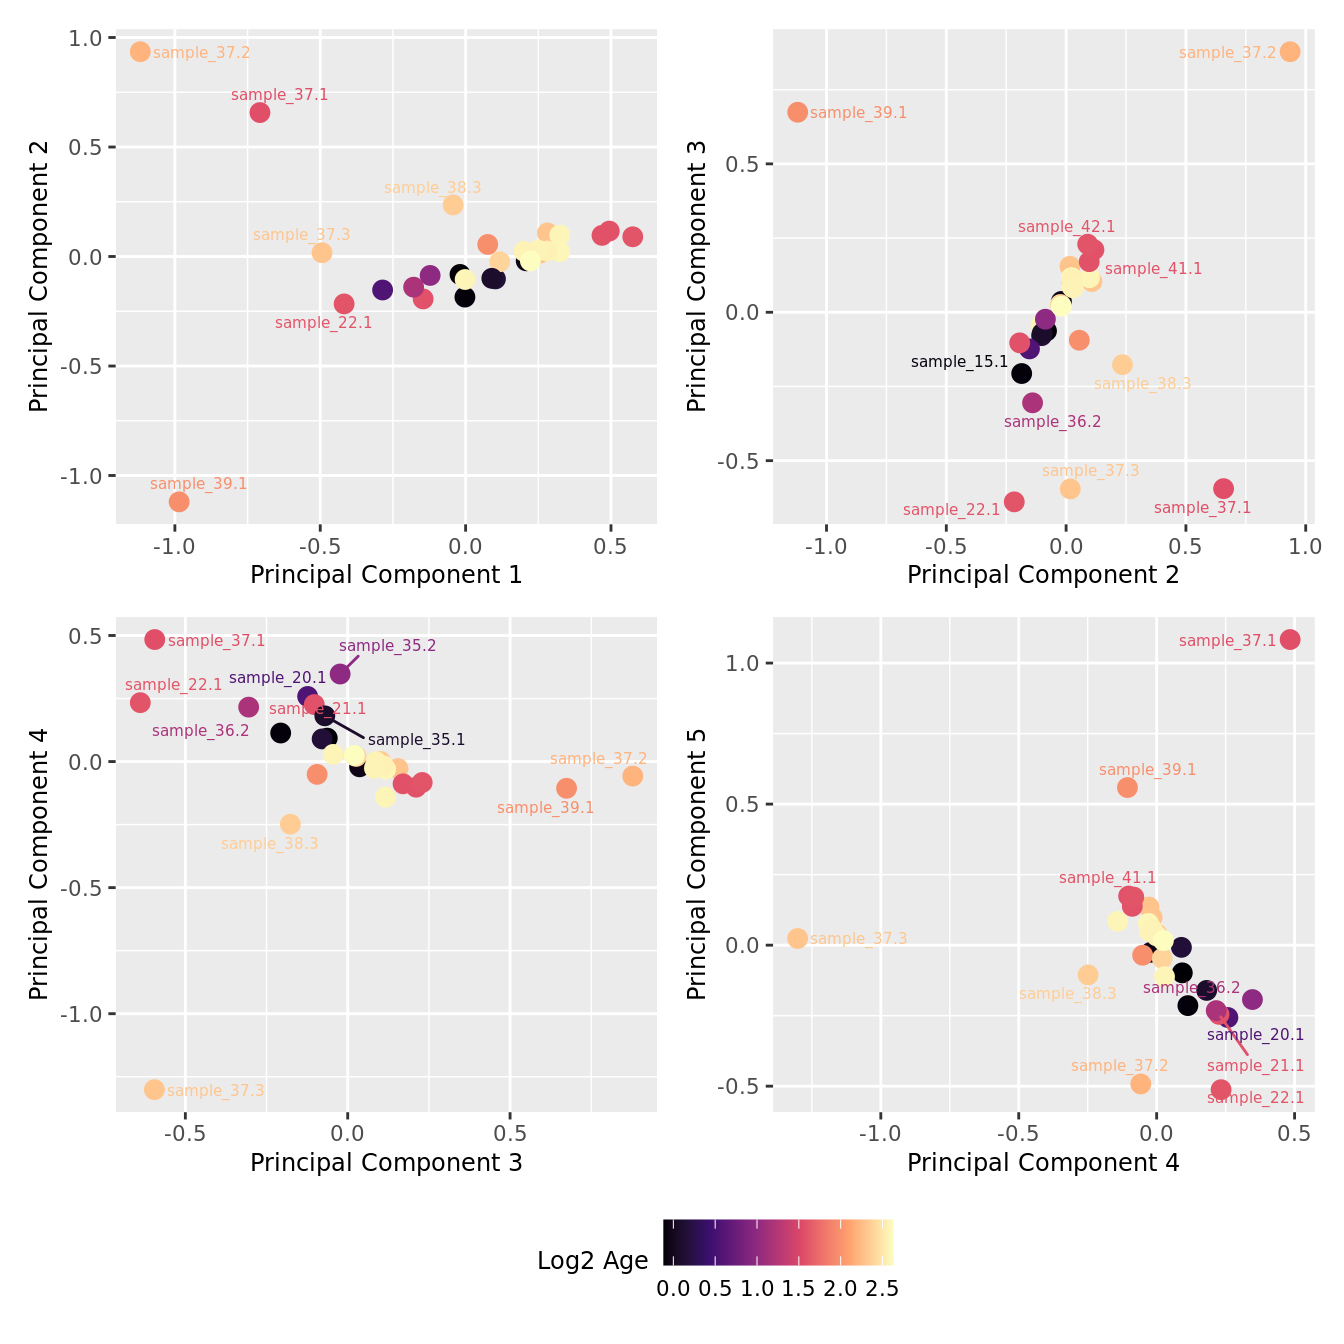 1.0
0.5
0.0
-0.5
-1.0
Principal Component 2
sample_37.2
sample_37.1
sample_38.3
sample_37.3
sample_22.1
sample_39.1
-1.0 -0.5 0.0 0.5
Principal Component 1
0.5
0.0
-0.5
Principal Component 3
sample_37.2
sample_39.1
sample_42.1
sample_41.1
sample_15.1
sample_38.3
sample_36.2
sample_37.3
sample_22.1
sample_37.1
-1.0 -0.5 0.0 0.5 1.0
Principal Component 2
0.5
0.0
-0.5
-1.0
Principal Component 4
sample_37.1
sample_35.2
sample_22.1
sample_20.1
sample_21.1
sample_36.2
sample_35.1
sample_37.2
sample_39.1
sample_38.3
sample_37.3
-0.5 0.0 0.5
Principal Component 3
1.0
0.5
0.0
-0.5
Principal Component 5
sample_37.1
sample_39.1
sample_41.1
sample_37.3
sample_38.3
sample_36.2
sample_20.1
sample_37.2
sample_21.1
sample_22.1
-1.0 -0.5 0.0 0.5
Principal Component 4
Log2 Age
0.0 0.5 1.0 1.5 2.0 2.5